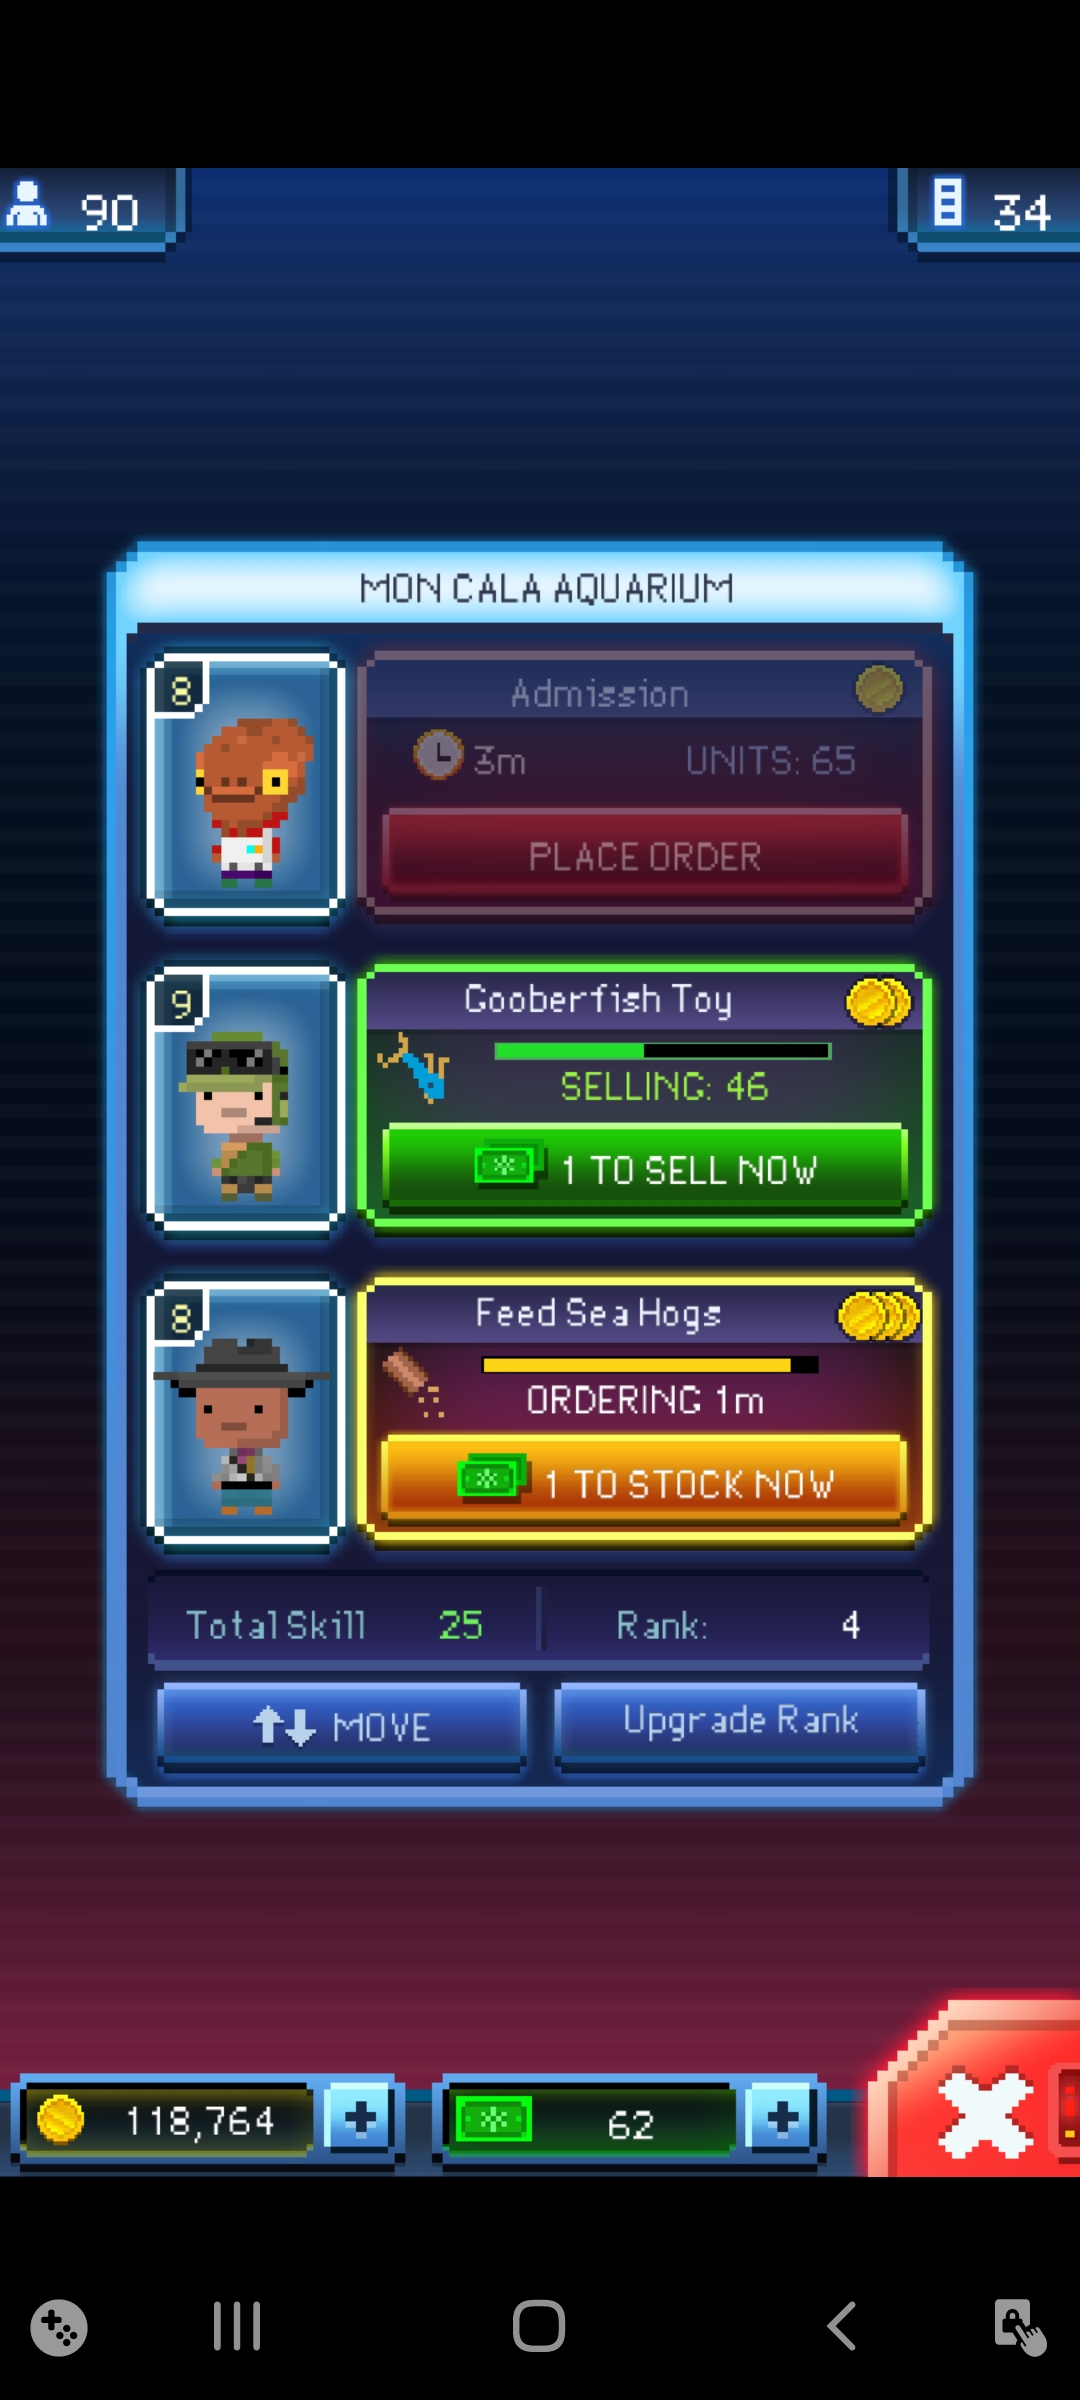 90
34
MON CALA AQUARIUM
8
Admission
3m
UNITS: 65
PLACE ORDER
9
Gooberfish Toy
SELLING: 46
1 TO SELL NOW
8
Feed Sea Hogs
ORDERING 1m
1 TO STOCK NOW
Total Skill 25
Rank: 4
MOVE
Upgrade Rank
118,764
62